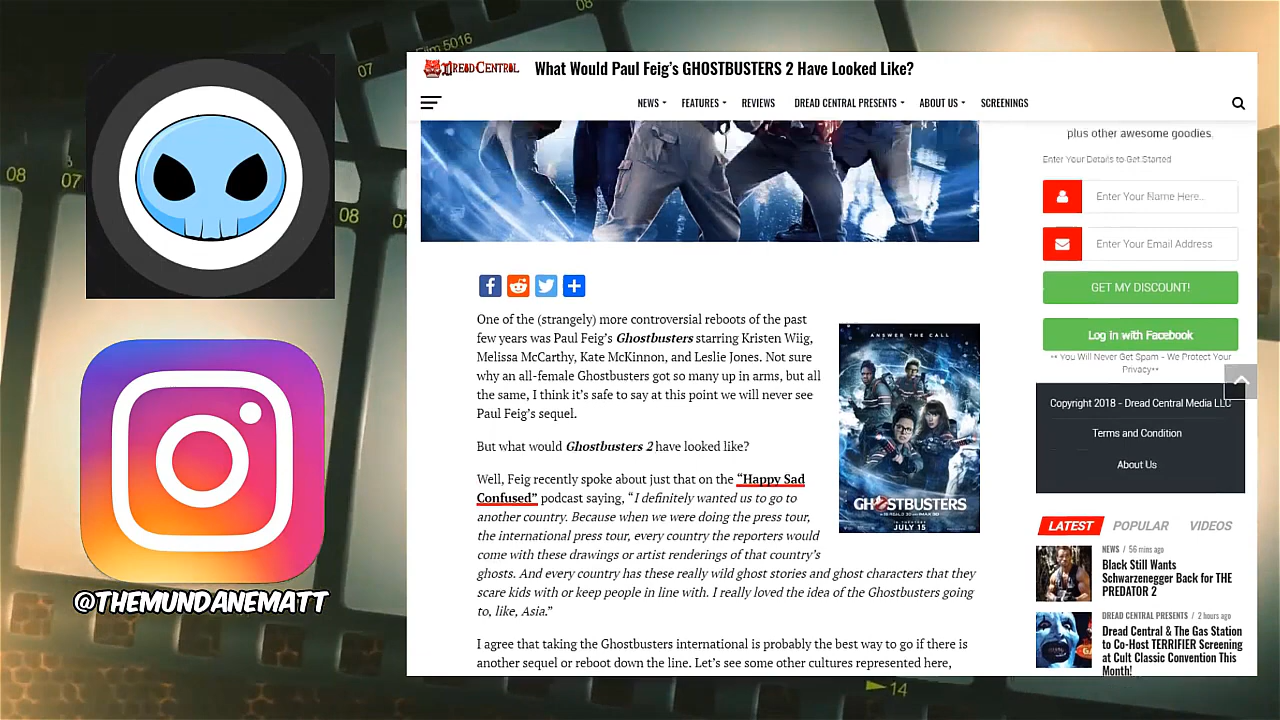 08
Film 5016
07
08
07
08
07
@THEMUNDANEMATT
14
DREAD CENTRAL
What Would Paul Feig's GHOSTBUSTERS 2 Have Looked Like?
NEWS
FEATURES
REVIEWS
DREAD CENTRAL PRESENTS
ABOUT US
SCREENINGS
One of the (strangely) more controversial reboots of the past
few years was Paul Feig's Ghostbusters starring Kristen Wiig,
Melissa McCarthy, Kate McKinnon, and Leslie Jones. Not sure
why an all-female Ghostbusters got so many up in arms, but all
the same, I think it's safe to say at this point we will never see
Paul Feig's sequel.
But what would Ghostbusters 2 have looked like?
Well, Feig recently spoke about just that on the "Happy Sad
Confused" podcast saying, "I definitely wanted us to go to
another country. Because when we were doing the press tour,
the international press tour, every country the reporters would
come with these drawings or artist renderings of that country's
ghosts. And every country has these really wild ghost stories and ghost characters that they
scare kids with or keep people in line with. I really loved the idea of the Ghostbusters going
to, like, Asia."
I agree that taking the Ghostbusters international is probably the best way to go if there is
another sequel or reboot down the line. Let's see some other cultures represented here,
ANSWER THE CALL
GHOSTBUSTERS
JULY 15
plus other awesome goodies.
Enter Your Details to Get Started
Enter Your Name Here...
Enter Your Email Address
GET MY DISCOUNT!
Log in with Facebook
** You Will Never Get Spam - We Protect Your
Privacy**
Copyright 2018 - Dread Central Media LLC
Terms and Condition
About Us
LATEST
POPULAR
VIDEOS
NEWS / 56 mins ago
Black Still Wants
Schwarzenegger Back for THE
PREDATOR 2
DREAD CENTRAL PRESENTS / 2 hours ago
Dread Central & The Gas Station
to Co-Host TERRIFIER Screening
at Cult Classic Convention This
Month!